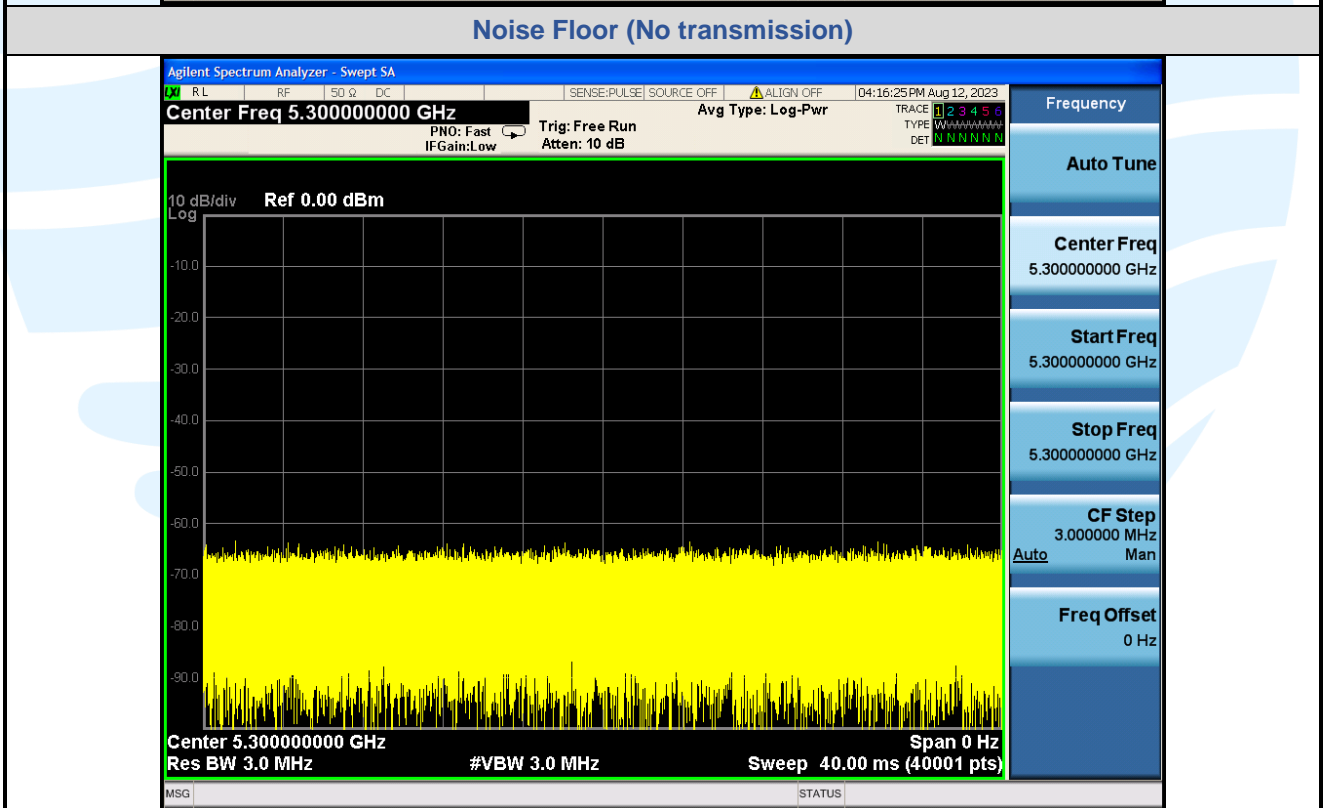 Noise Floor (No transmission)
Agilent Spectrum Analyzer - Swept SA
LXI RL RF 50 Ω DC SENSE:PULSE SOURCE OFF ALIGN OFF 04:16:25 PM Aug 12, 2023
Center Freq 5.300000000 GHz Avg Type: Log-Pwr TRACE 1 2 3 4 5 6
PNO: Fast Trig: Free Run TYPE WWWWWW
IFGain:Low Atten: 10 dB DET N N N N N N
Frequency
Auto Tune
Center Freq
5.300000000 GHz
Start Freq
5.300000000 GHz
Stop Freq
5.300000000 GHz
CF Step
3.000000 MHz
Auto Man
Freq Offset
0 Hz
10 dB/div Ref 0.00 dBm
Log
-10.0
-20.0
-30.0
-40.0
-50.0
-60.0
-70.0
-80.0
-90.0
Center 5.300000000 GHz Span 0 Hz
Res BW 3.0 MHz #VBW 3.0 MHz Sweep 40.00 ms (40001 pts)
MSG STATUS